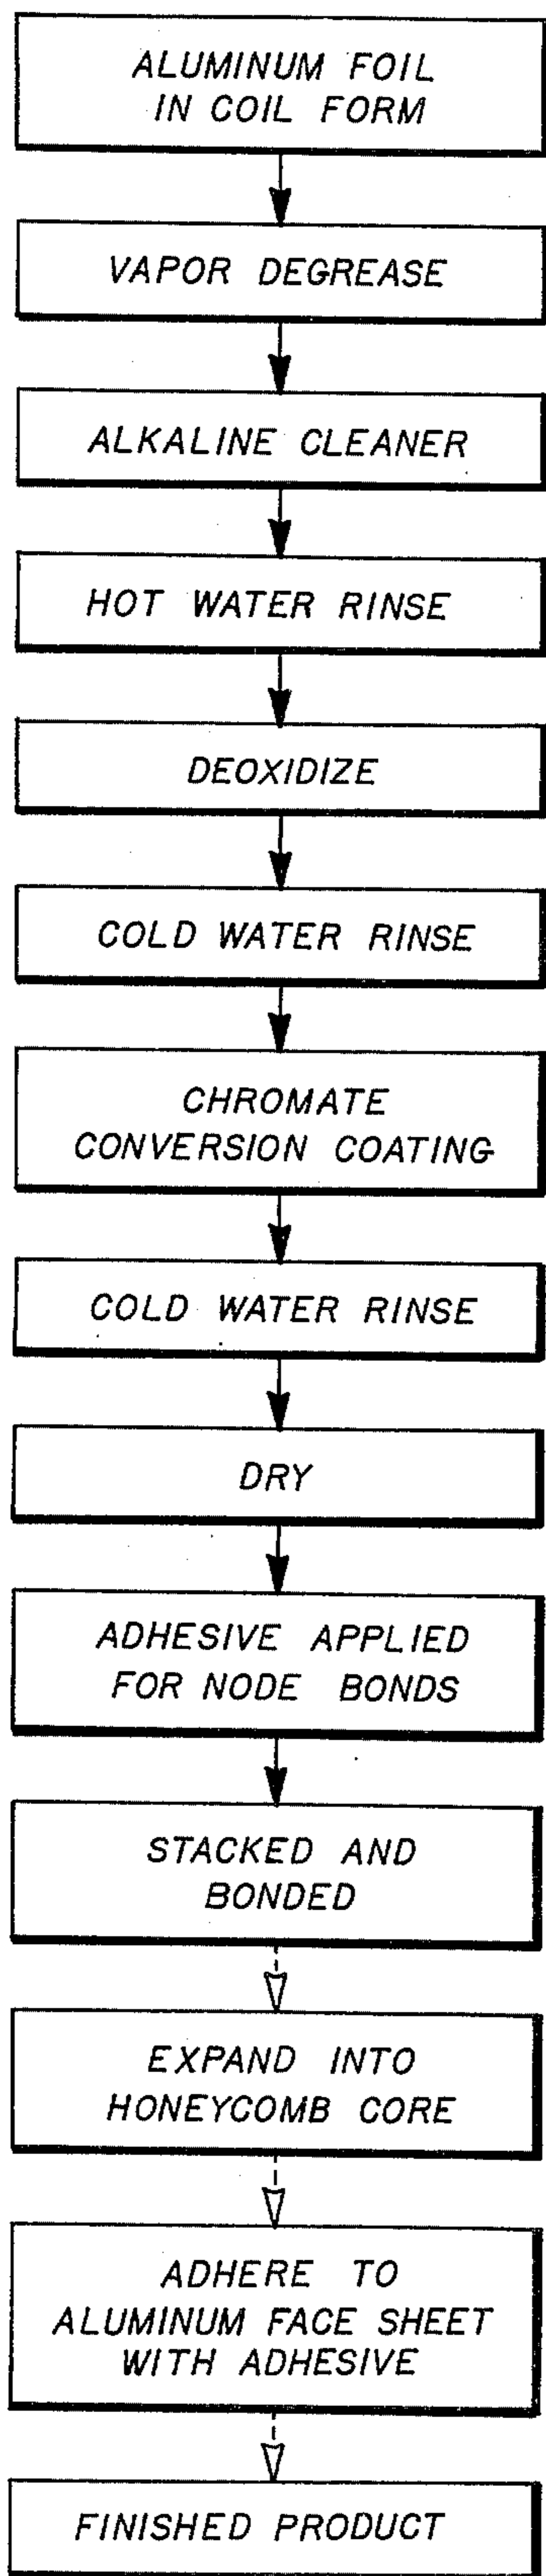 ALUMINUM FOIL
IN COIL FORM
VAPOR DEGREASE
ALKALINE CLEANER
HOT WATER RINSE
DEOXIDIZE
COLD WATER RINSE
CHROMATE
CONVERSION COATING
COLD WATER RINSE
DRY
ADHESIVE APPLIED
FOR NODE BONDS
STACKED AND
BONDED
EXPAND INTO
HONEYCOMB CORE
ADHERE TO
ALUMINUM FACE SHEET
WITH ADHESIVE
FINISHED PRODUCT